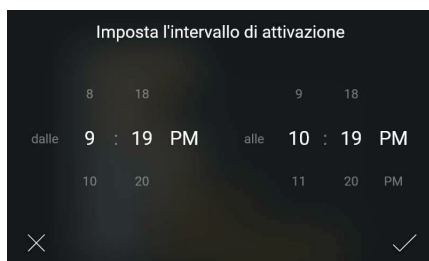 Imposta l'intervallo di attivazione
8 18 9 18
dalle 9 : 19 PM alle 10 : 19 PM
10 20 11 20 PM